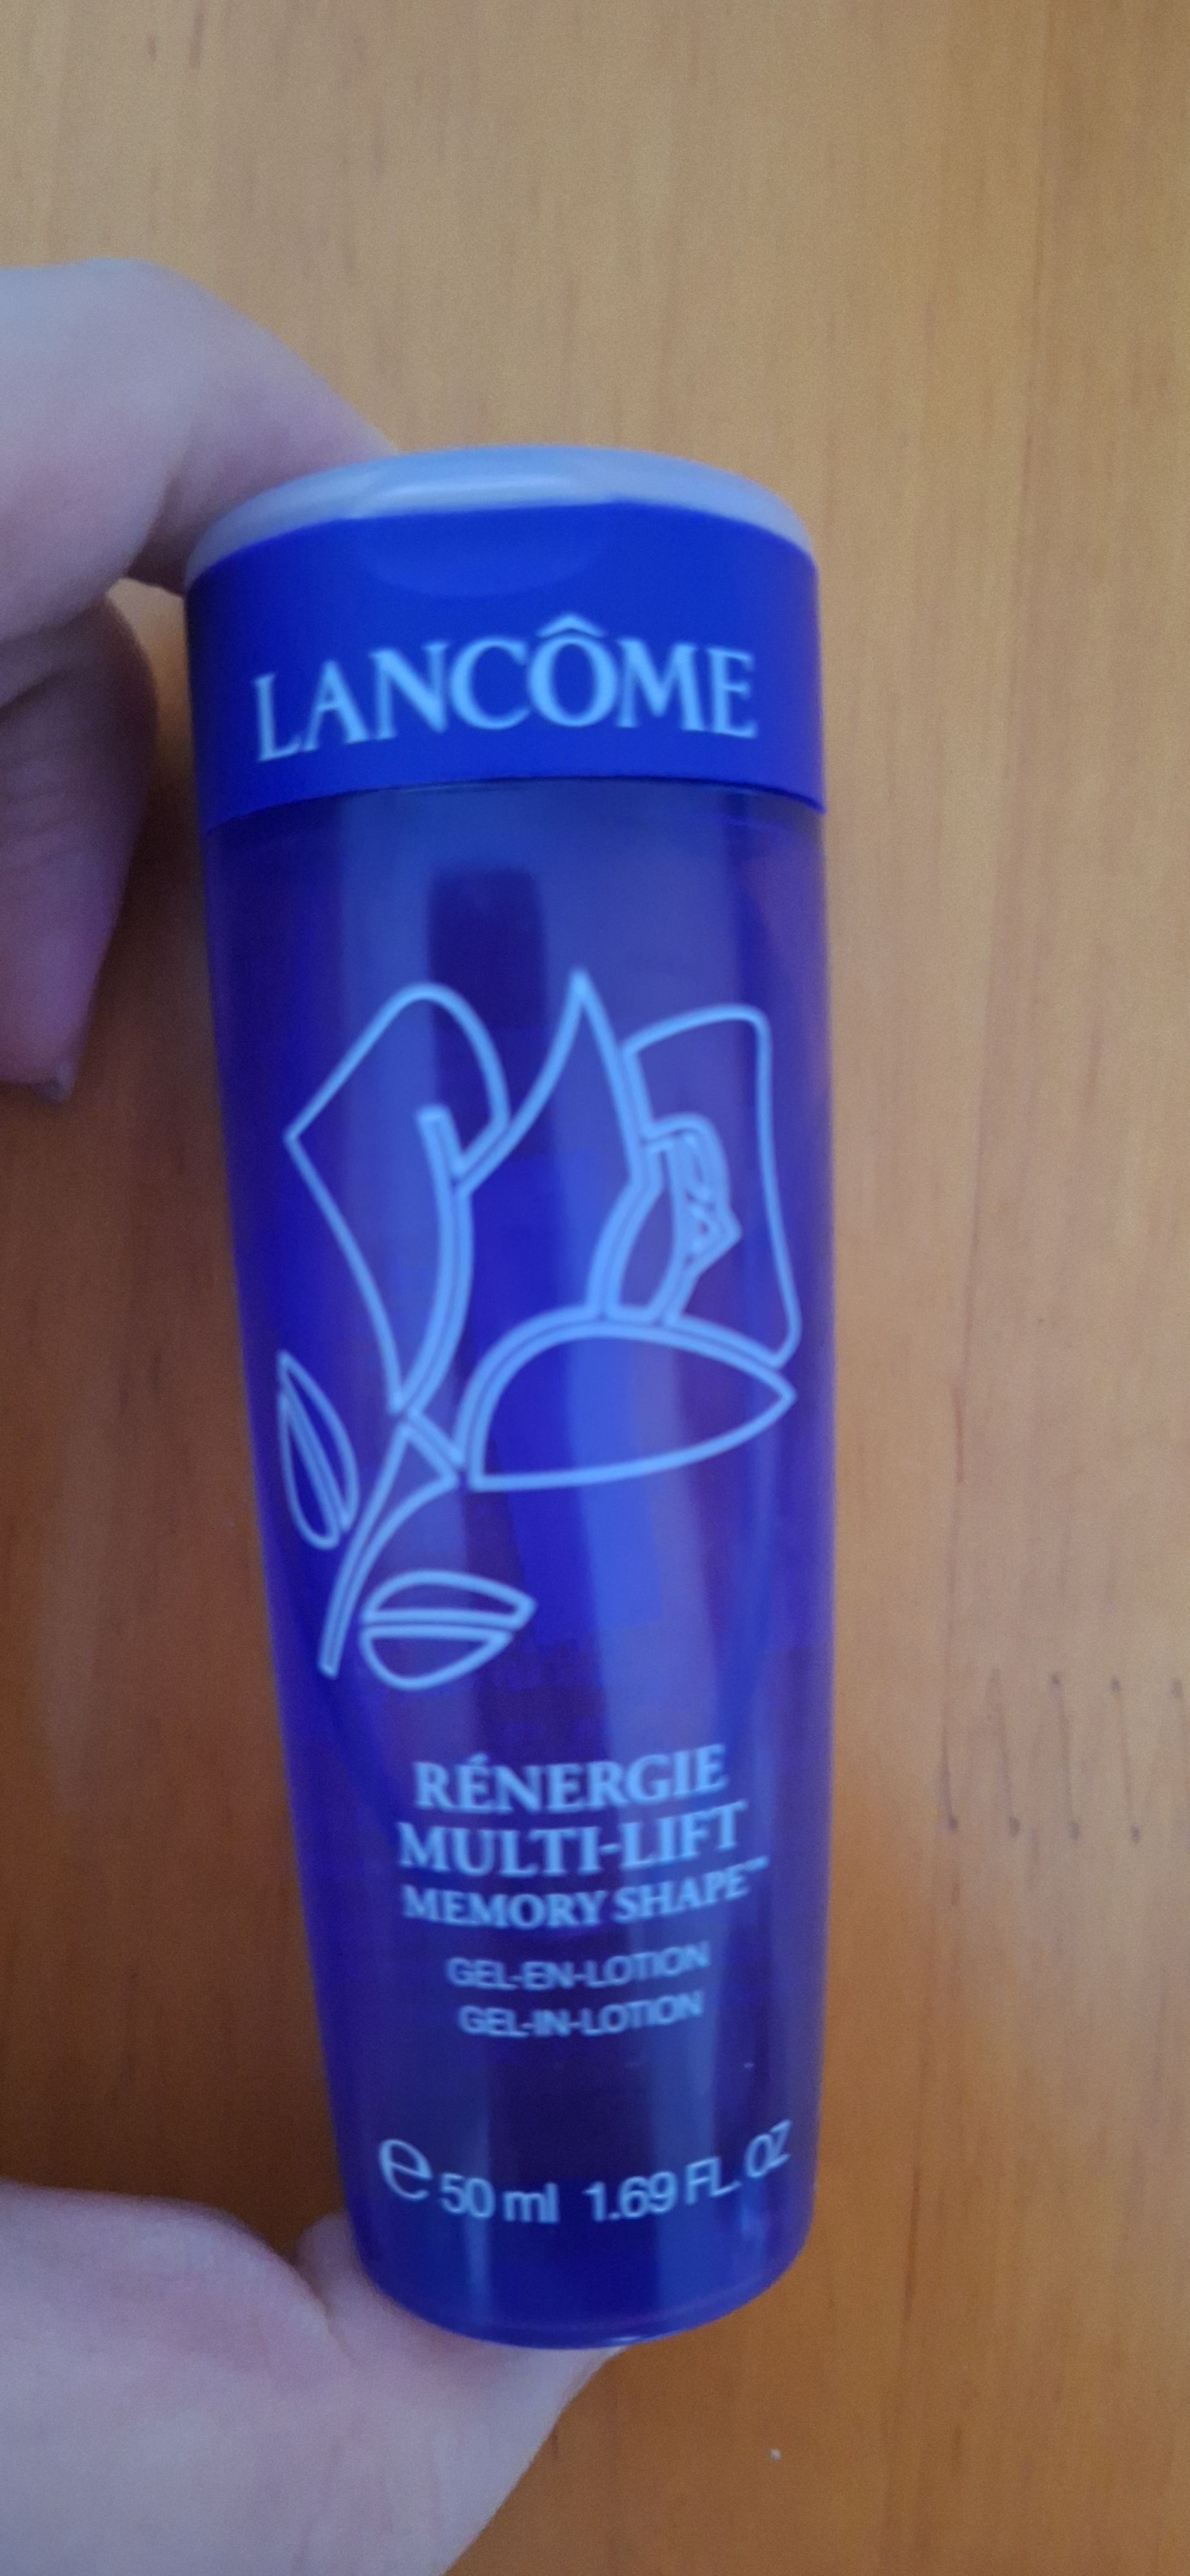 LANCÔME
RÉNERGIE
MULTI-LIFT
MEMORY SHAPE™
GEL-EN-LOTION
GEL-IN-LOTION
℮ 50 ml 1.69 FL. OZ